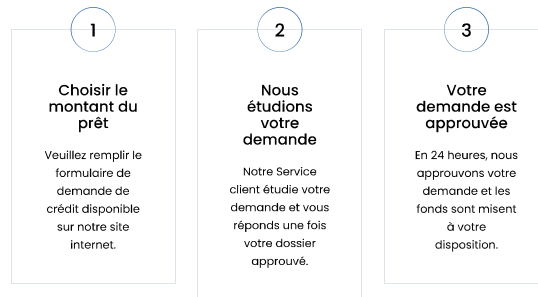 1
Choisir le
montant du
prêt
Veuillez remplir le
formulaire de
demande de
crédit disponible
sur notre site
internet.
2
Nous
étudions
votre
demande
Notre Service
client étudie votre
demande et vous
réponds une fois
votre dossier
approuvé.
3
Votre
demande est
approuvée
En 24 heures, nous
approuvons votre
demande et les
fonds sont misent
à votre
disposition.